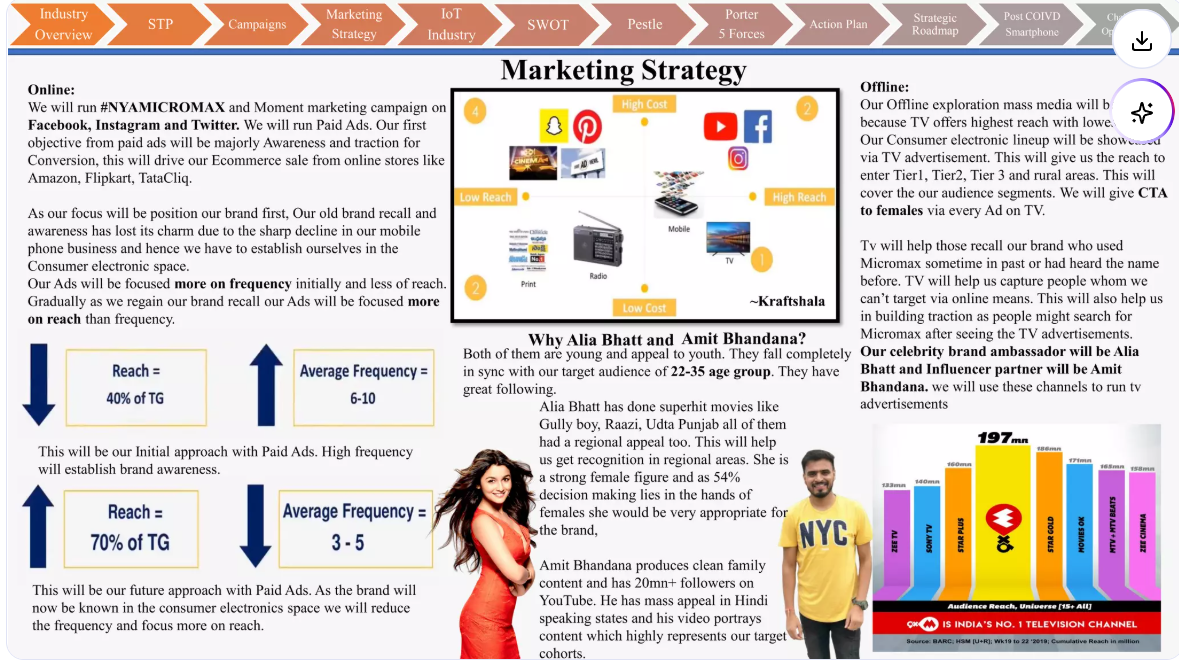 Industry
Overview
STP
Campaigns
Marketing
Strategy
IoT
Industry
SWOT
Pestle
Porter
5 Forces
Action Plan
Strategic
Roadmap
Post COIVD
Smartphone
Marketing Strategy
Online:
We will run #NYAMICROMAX and Moment marketing campaign on
Facebook, Instagram and Twitter. We will run Paid Ads. Our first
objective from paid ads will be majorly Awareness and traction for
Conversion, this will drive our Ecommerce sale from online stores like
Amazon, Flipkart, TataCliq.
As our focus will be position our brand first, Our old brand recall and
awareness has lost its charm due to the sharp decline in our mobile
phone business and hence we have to establish ourselves in the
Consumer electronic space.
Our Ads will be focused more on frequency initially and less of reach.
Gradually as we regain our brand recall our Ads will be focused more
on reach than frequency.
Reach =
40% of TG
Average Frequency =
6-10
This will be our Initial approach with Paid Ads. High frequency
will establish brand awareness.
Reach =
70% of TG
Average Frequency =
3 - 5
This will be our future approach with Paid Ads. As the brand will
now be known in the consumer electronics space we will reduce
the frequency and focus more on reach.
4
High Cost
2
Low Reach
High Reach
Mobile
Print
Radio
TV
1
2
Low Cost
~Kraftshala
Why Alia Bhatt and Amit Bhandana?
Both of them are young and appeal to youth. They fall completely
in sync with our target audience of 22-35 age group. They have
great following.
Alia Bhatt has done superhit movies like
Gully boy, Raazi, Udta Punjab all of them
had a regional appeal too. This will help
us get recognition in regional areas. She is
a strong female figure and as 54%
decision making lies in the hands of
females she would be very appropriate for
the brand,
Amit Bhandana produces clean family
content and has 20mn+ followers on
YouTube. He has mass appeal in Hindi
speaking states and his video portrays
content which highly represents our target
cohorts.
NYC
Offline:
Our Offline exploration mass media will
because TV offers highest reach with
Our Consumer electronic lineup will be
via TV advertisement. This will give us the reach to
enter Tier1, Tier2, Tier 3 and rural areas. This will
cover the our audience segments. We will give CTA
to females via every Ad on TV.
Tv will help those recall our brand who used
Micromax sometime in past or had heard the name
before. TV will help us capture people whom we
can't target via online means. This will also help us
in building traction as people might search for
Micromax after seeing the TV advertisements.
Our celebrity brand ambassador will be Alia
Bhatt and Influencer partner will be Amit
Bhandana. we will use these channels to run tv
advertisements
133mn
140mn
160mn
197mn
186mn
171mn
165mn
158mn
ZEE TV
SONY TV
STAR PLUS
9XM
STAR GOLD
MOVIES OK
MTV + MTV BEATS
ZEE CINEMA
Audience Reach, Universe [15+ All]
9XM IS INDIA'S NO. 1 TELEVISION CHANNEL
Source: BARC; HSM [U+R]; Wk19 to 22 '2019; Cumulative Reach in million